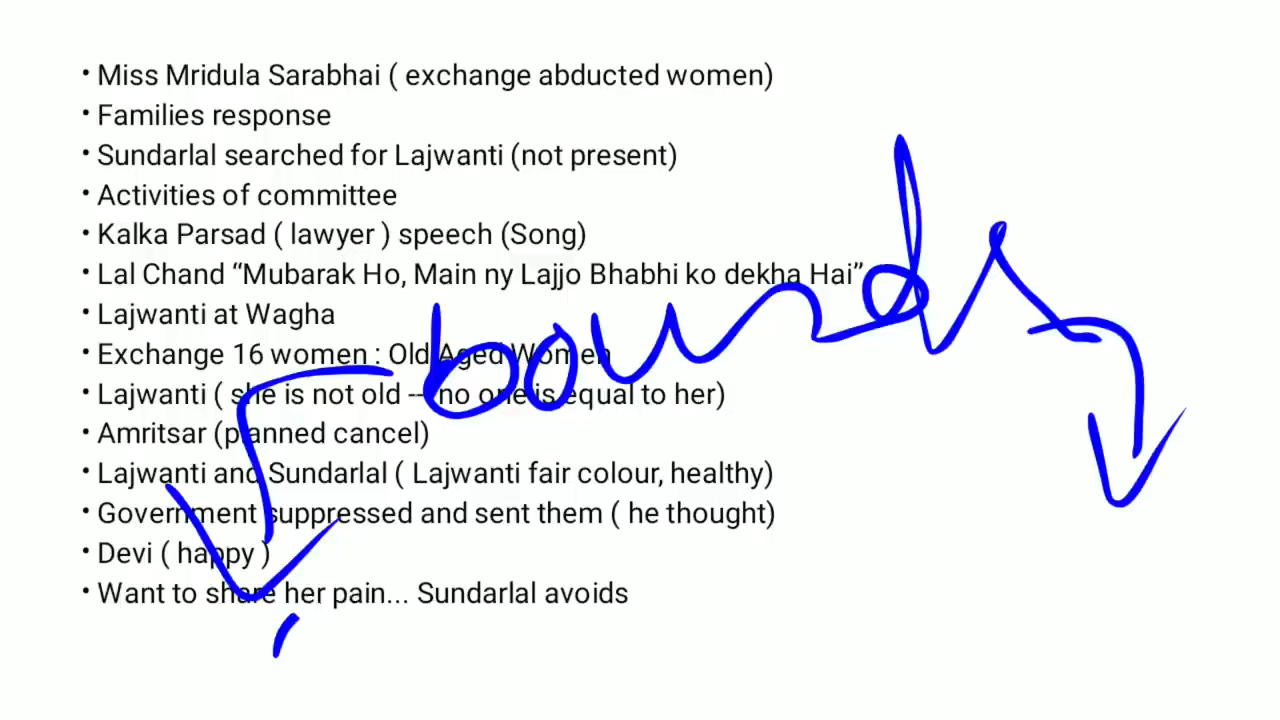 • Miss Mridula Sarabhai ( exchange abducted women)
• Families response
• Sundarlal searched for Lajwanti (not present)
• Activities of committee
• Kalka Parsad ( lawyer ) speech (Song)
• Lal Chand “Mubarak Ho, Main ny Lajjo Bhabhi ko dekha Hai”
• Lajwanti at Wagha
• Exchange 16 women : Old Aged Women
• Lajwanti ( she is not old -- no one is equal to her)
• Amritsar (planned cancel)
• Lajwanti and Sundarlal ( Lajwanti fair colour, healthy)
• Government suppressed and sent them ( he thought)
• Devi ( happy )
• Want to share her pain... Sundarlal avoids
bounds